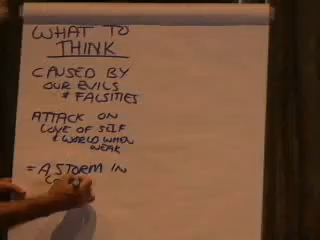 WHAT TO
THINK
CAUSED BY
OUR EVILS
& FALSITIES
ATTACK ON
LOVE OF SELF
& WORLD WHEN
WEAK
= A STORM IN